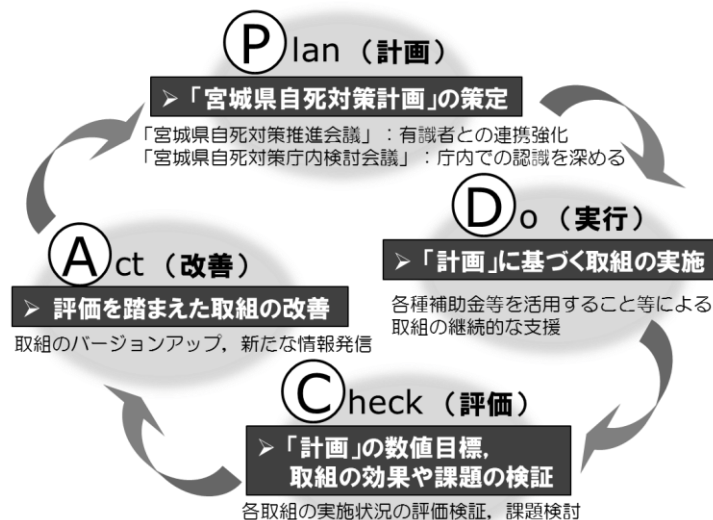 Plan（計画）
➢「宮城県自死対策計画」の策定
「宮城県自死対策推進会議」：有識者との連携強化
「宮城県自死対策庁内検討会議」：庁内での認識を深める
Do（実行）
➢「計画」に基づく取組の実施
各種補助金等を活用すること等による
取組の継続的な支援
Check（評価）
➢「計画」の数値目標，
取組の効果や課題の検証
各取組の実施状況の評価検証，課題検討
Act（改善）
➢ 評価を踏まえた取組の改善
取組のバージョンアップ，新たな情報発信